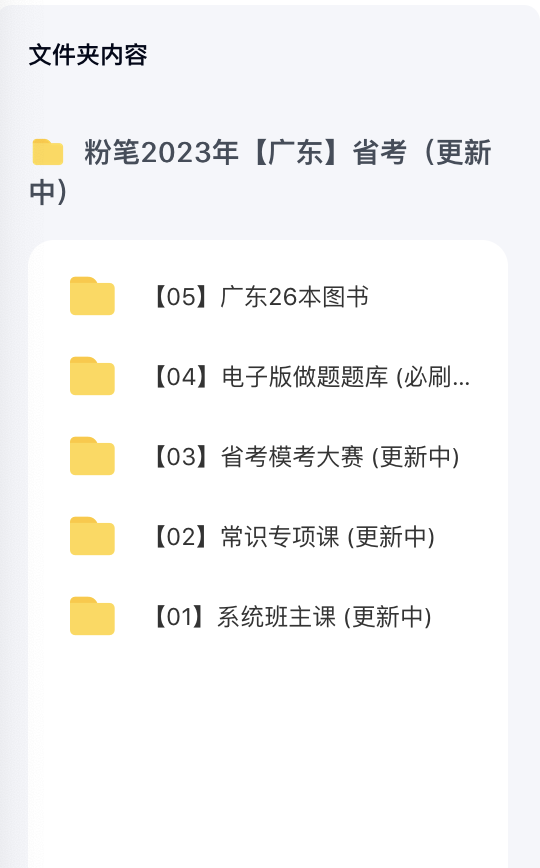 文件夹内容
粉笔2023年【广东】省考（更新
中）
【05】广东26本图书
【04】电子版做题题库 (必刷...
【03】省考模考大赛 (更新中)
【02】常识专项课 (更新中)
【01】系统班主课 (更新中)